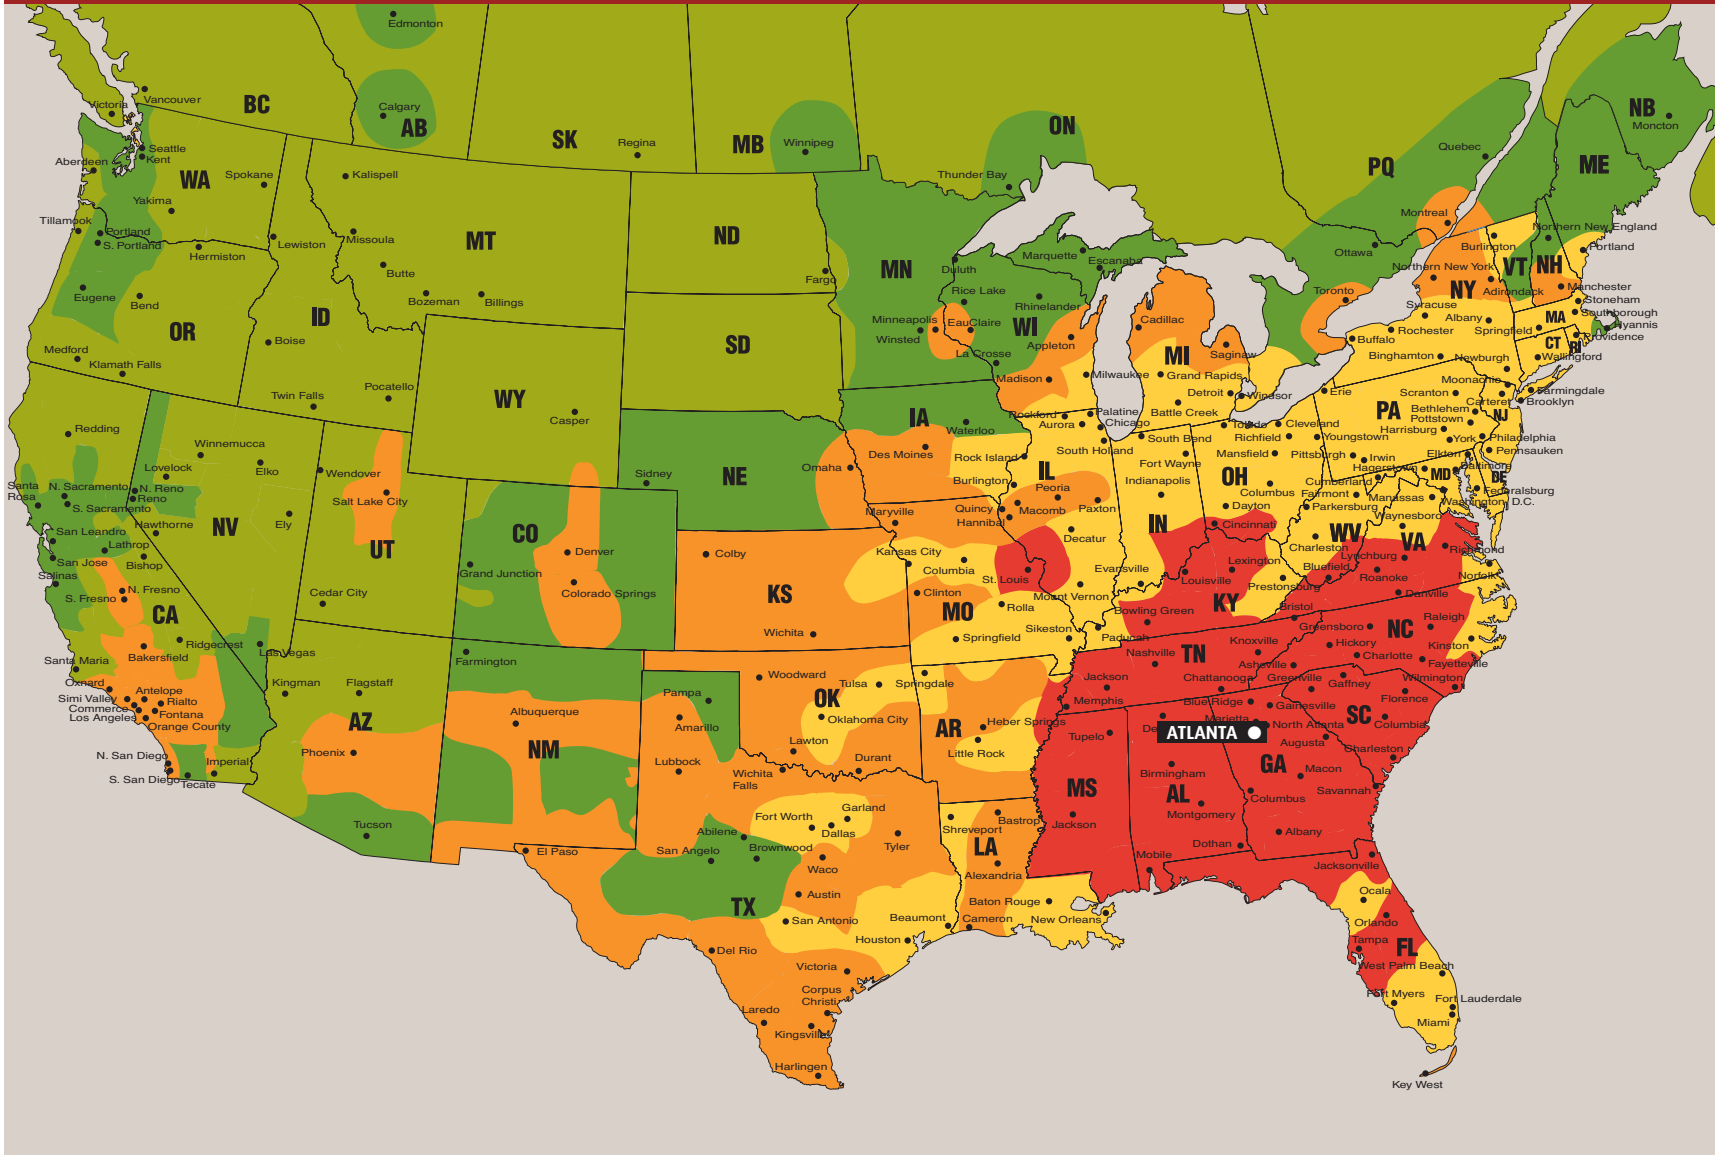 Edmonton
Vancouver
Victoria
BC
Calgary
AB
SK
Regina
MB
Winnipeg
ON
Thunder Bay
PQ
Quebec
NB
Moncton
ME
Montreal
Ottawa
Toronto
Seattle
Kent
Aberdeen
WA
Spokane
Yakima
Tillamook
Portland
S. Portland
Hermiston
Lewiston
Kalispell
Missoula
MT
Butte
Bozeman
Billings
ND
Fargo
MN
Duluth
Marquette
Escanaba
Rice Lake
Rhinelander
Minneapolis
EauClaire
WI
Winsted
La Crosse
Appleton
Madison
Milwaukee
Cadillac
MI
Saginaw
Grand Rapids
Detroit
Windsor
Battle Creek
Northern New England
Burlington
Portland
VT
NH
Northern New York
NY
Adirondack
Manchester
Syracuse
Stoneham
Albany
MA
Southborough
Hyannis
Rochester
Springfield
Providence
Buffalo
CT
RI
Binghamton
Newburgh
Wallingford
Moonachie
Erie
Scranton
Farmingdale
Carteret
Brooklyn
PA
Bethlehem
NJ
Pottstown
Harrisburg
York
Philadelphia
Pennsauken
Eugene
Bend
OR
ID
Boise
Medford
Klamath Falls
Twin Falls
Pocatello
WY
Casper
SD
IA
Waterloo
Des Moines
Omaha
NE
Sidney
Rockford
Palatine
Aurora
Chicago
South Holland
Rock Island
IL
Burlington
Peoria
Quincy
Macomb
Paxton
Hannibal
Decatur
Toledo
Cleveland
South Bend
Richfield
Youngstown
Mansfield
Pittsburgh
Irwin
Fort Wayne
Hagerstown
Elkton
Baltimore
Indianapolis
OH
Cumberland
MD
DE
Columbus
Fairmont
Federalsburg
Manassas
Washington, D.C.
Dayton
Parkersburg
Waynesboro
IN
Cincinnati
WV
VA
Charleston
Lynchburg
Richmond
Lexington
Bluefield
Roanoke
Louisville
Prestonsburg
Norfolk
Evansville
KY
Danville
Bowling Green
Bristol
Redding
Winnemucca
Lovelock
Elko
Wendover
Santa
Rosa
N. Sacramento
N. Reno
Reno
S. Sacramento
Salt Lake City
NV
Ely
Hawthorne
San Leandro
Lathrop
Bishop
San Jose
Salinas
UT
N. Fresno
S. Fresno
CA
Cedar City
Ridgecrest
Bakersfield
Las Vegas
Santa Maria
Oxnard
Antelope
Simi Valley
Rialto
Commerce
Fontana
Los Angeles
Orange County
N. San Diego
Imperial
S. San Diego
Tecate
CO
Denver
Grand Junction
Colorado Springs
Colby
KS
Wichita
Maryville
Kansas City
Columbia
St. Louis
Clinton
MO
Rolla
Mount Vernon
Springfield
Sikeston
Paducah
Kingman
Flagstaff
AZ
Phoenix
Tucson
Farmington
Albuquerque
NM
Pampa
Amarillo
Lubbock
Woodward
OK
Tulsa
Springdale
Oklahoma City
Lawton
Wichita
Falls
Durant
AR
Heber Springs
Little Rock
Nashville
TN
Knoxville
Jackson
Chattanooga
Asheville
Memphis
Greensboro
Raleigh
NC
Hickory
Kinston
Charlotte
Fayetteville
Greenville
Gaffney
Wilmington
Florence
Blue Ridge
Gainesville
SC
Marietta
North Atlanta
Columbia
De
ATLANTA
Augusta
Charleston
Tupelo
Birmingham
GA
Macon
MS
AL
Columbus
Savannah
Montgomery
Jackson
Albany
Dothan
Mobile
Jacksonville
Fort Worth
Garland
Dallas
Tyler
Abilene
Brownwood
San Angelo
Waco
El Paso
TX
Austin
San Antonio
Beaumont
Houston
Del Rio
Victoria
Corpus
Christi
Laredo
Kingsville
Harlingen
Shreveport
Bastrop
LA
Alexandria
Baton Rouge
Cameron
New Orleans
Ocala
Orlando
Tampa
FL
West Palm Beach
Fort Myers
Fort Lauderdale
Miami
Key West